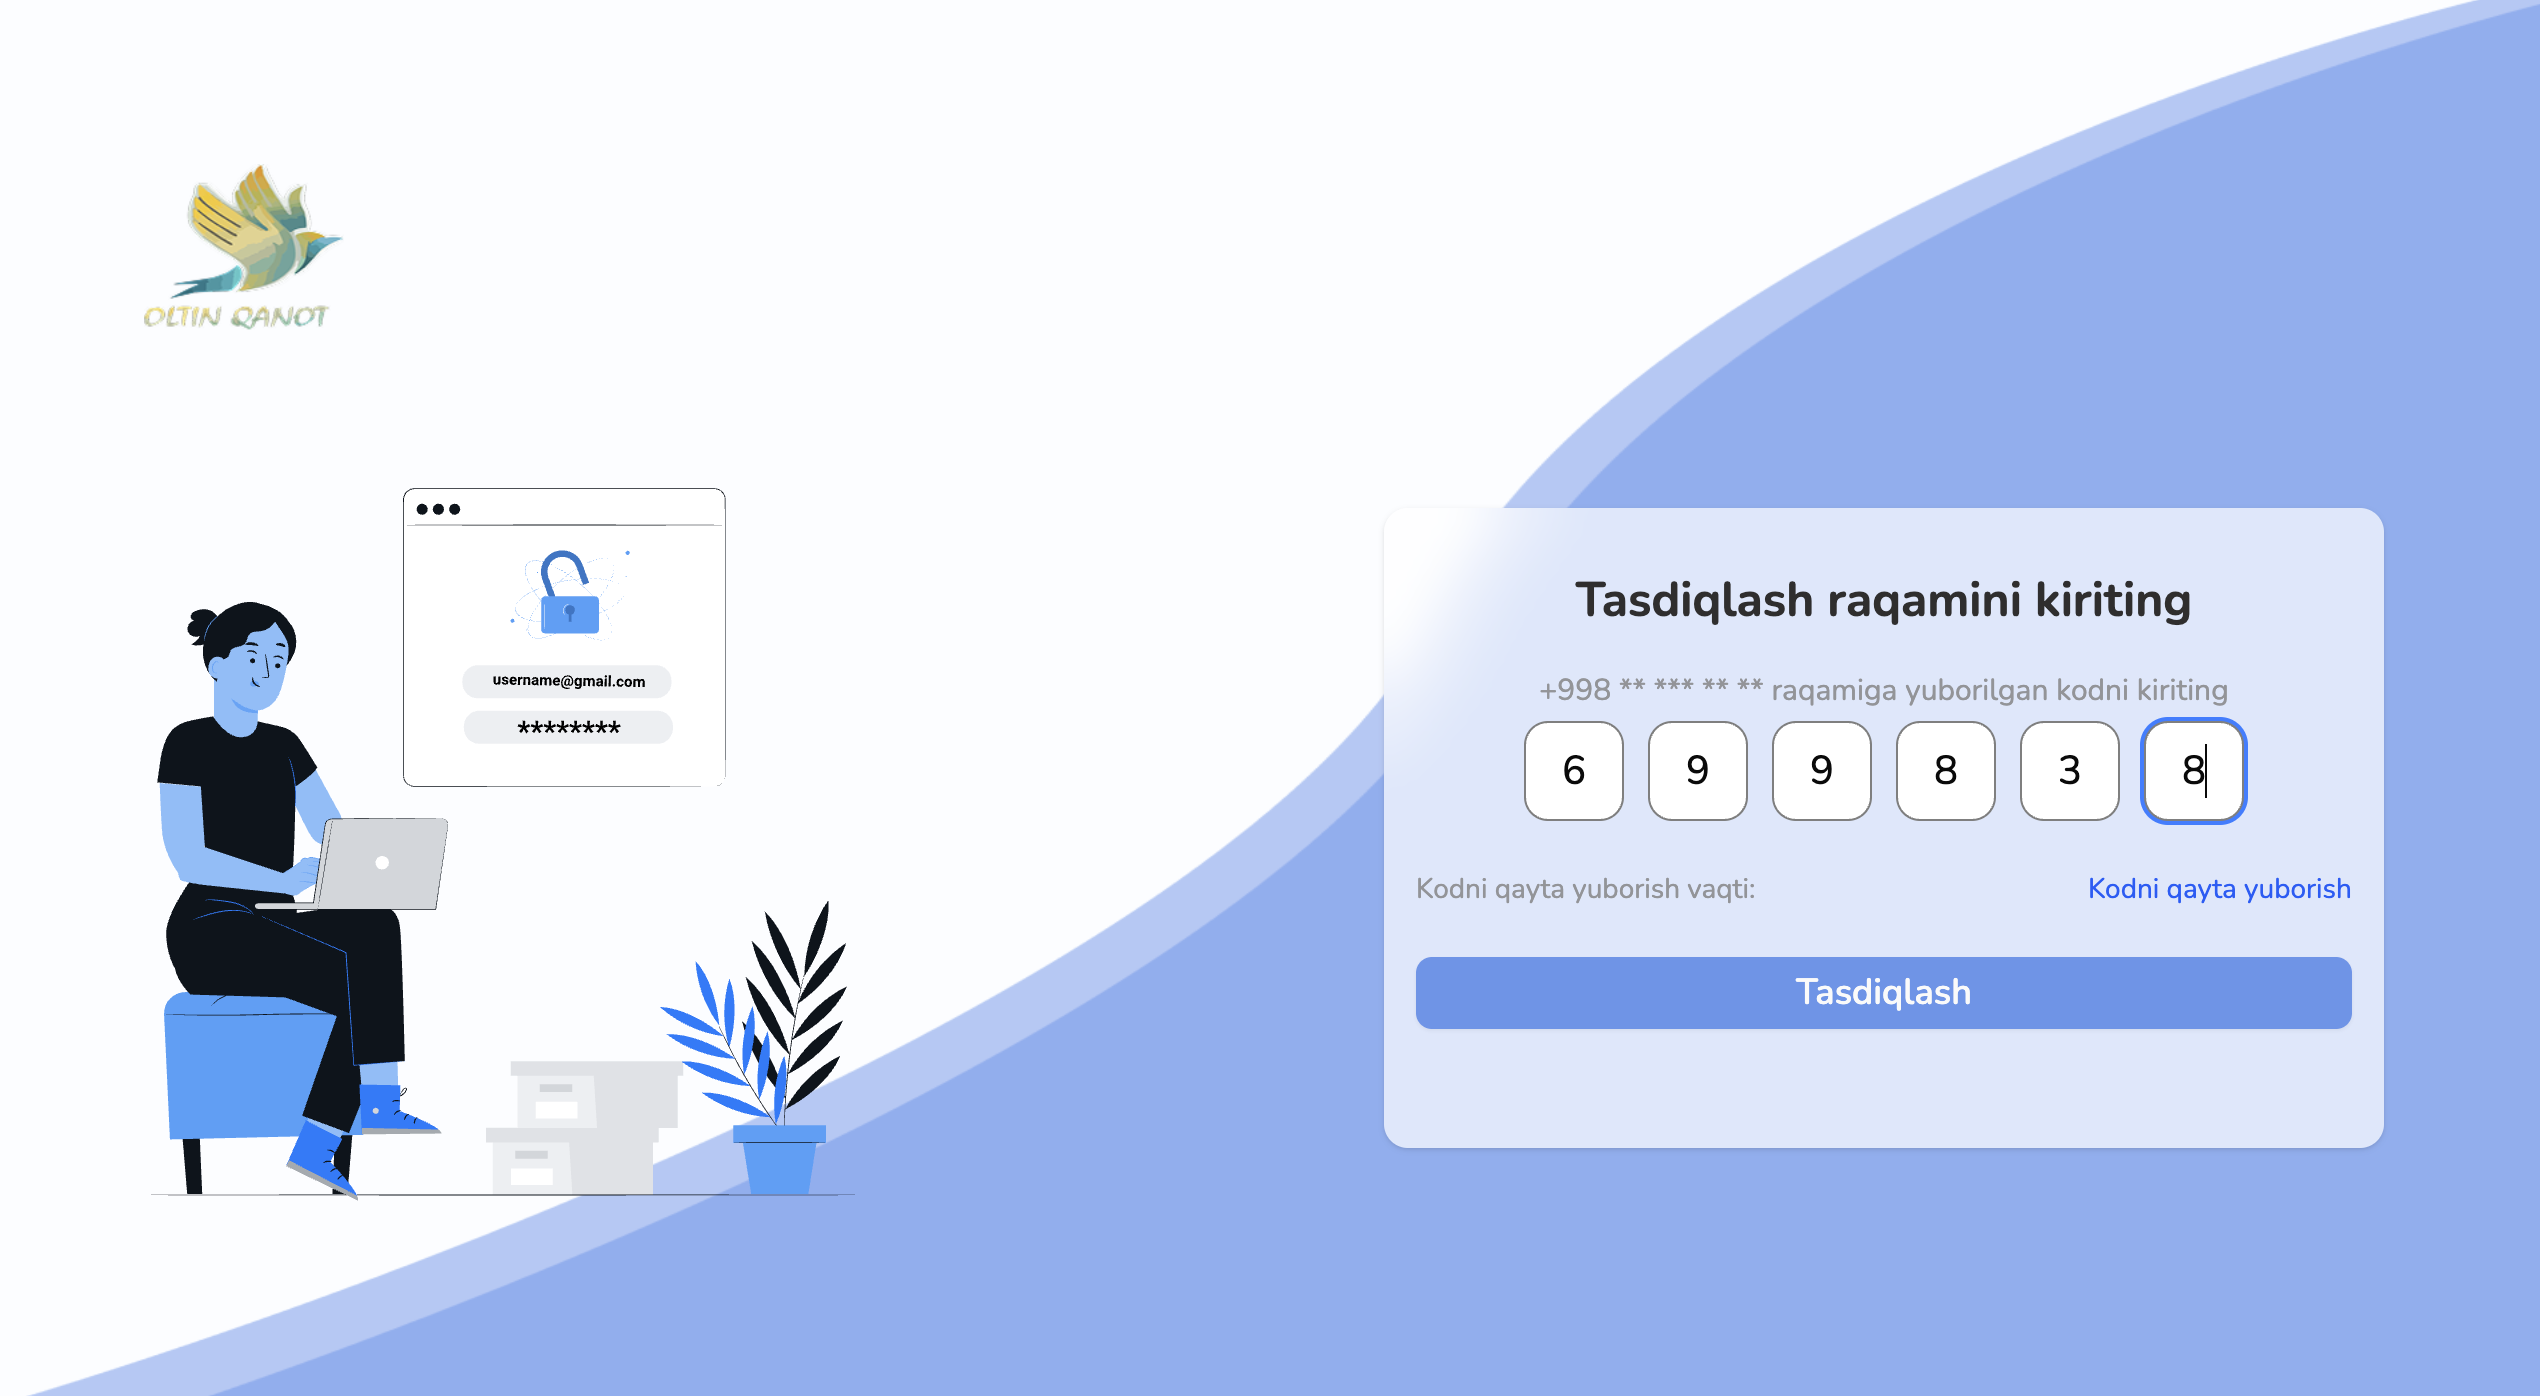 OLTIN QANOT
username@gmail.com
********
Tasdiqlash raqamini kiriting
+998 ** *** ** ** raqamiga yuborilgan kodni kiriting
6 9 9 8 3 8
Kodni qayta yuborish vaqti: Kodni qayta yuborish
Tasdiqlash